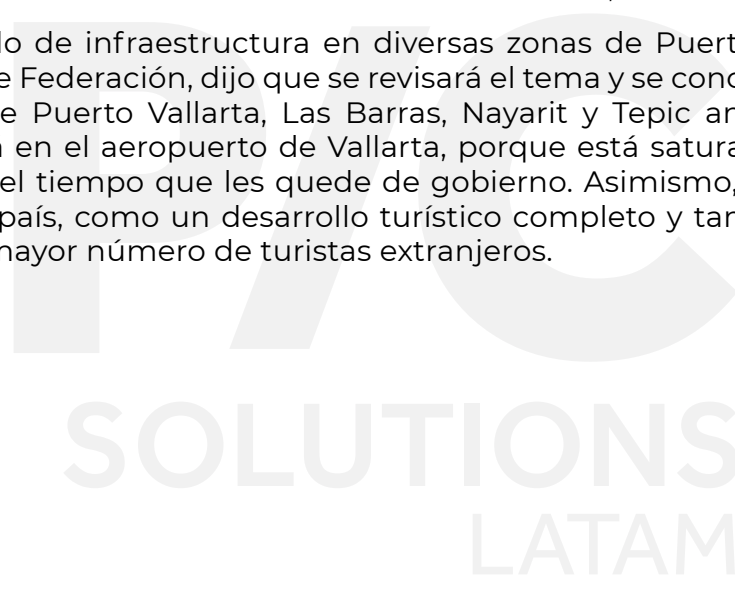 lo de infraestructura en diversas zonas de Puert
e Federación, dijo que se revisará el tema y se cono
e Puerto Vallarta, Las Barras, Nayarit y Tepic an
a en el aeropuerto de Vallarta, porque está satura
el tiempo que les quede de gobierno. Asimismo,
país, como un desarrollo turístico completo y tan
mayor número de turistas extranjeros.
P/C
SOLUTIONS
LATAM